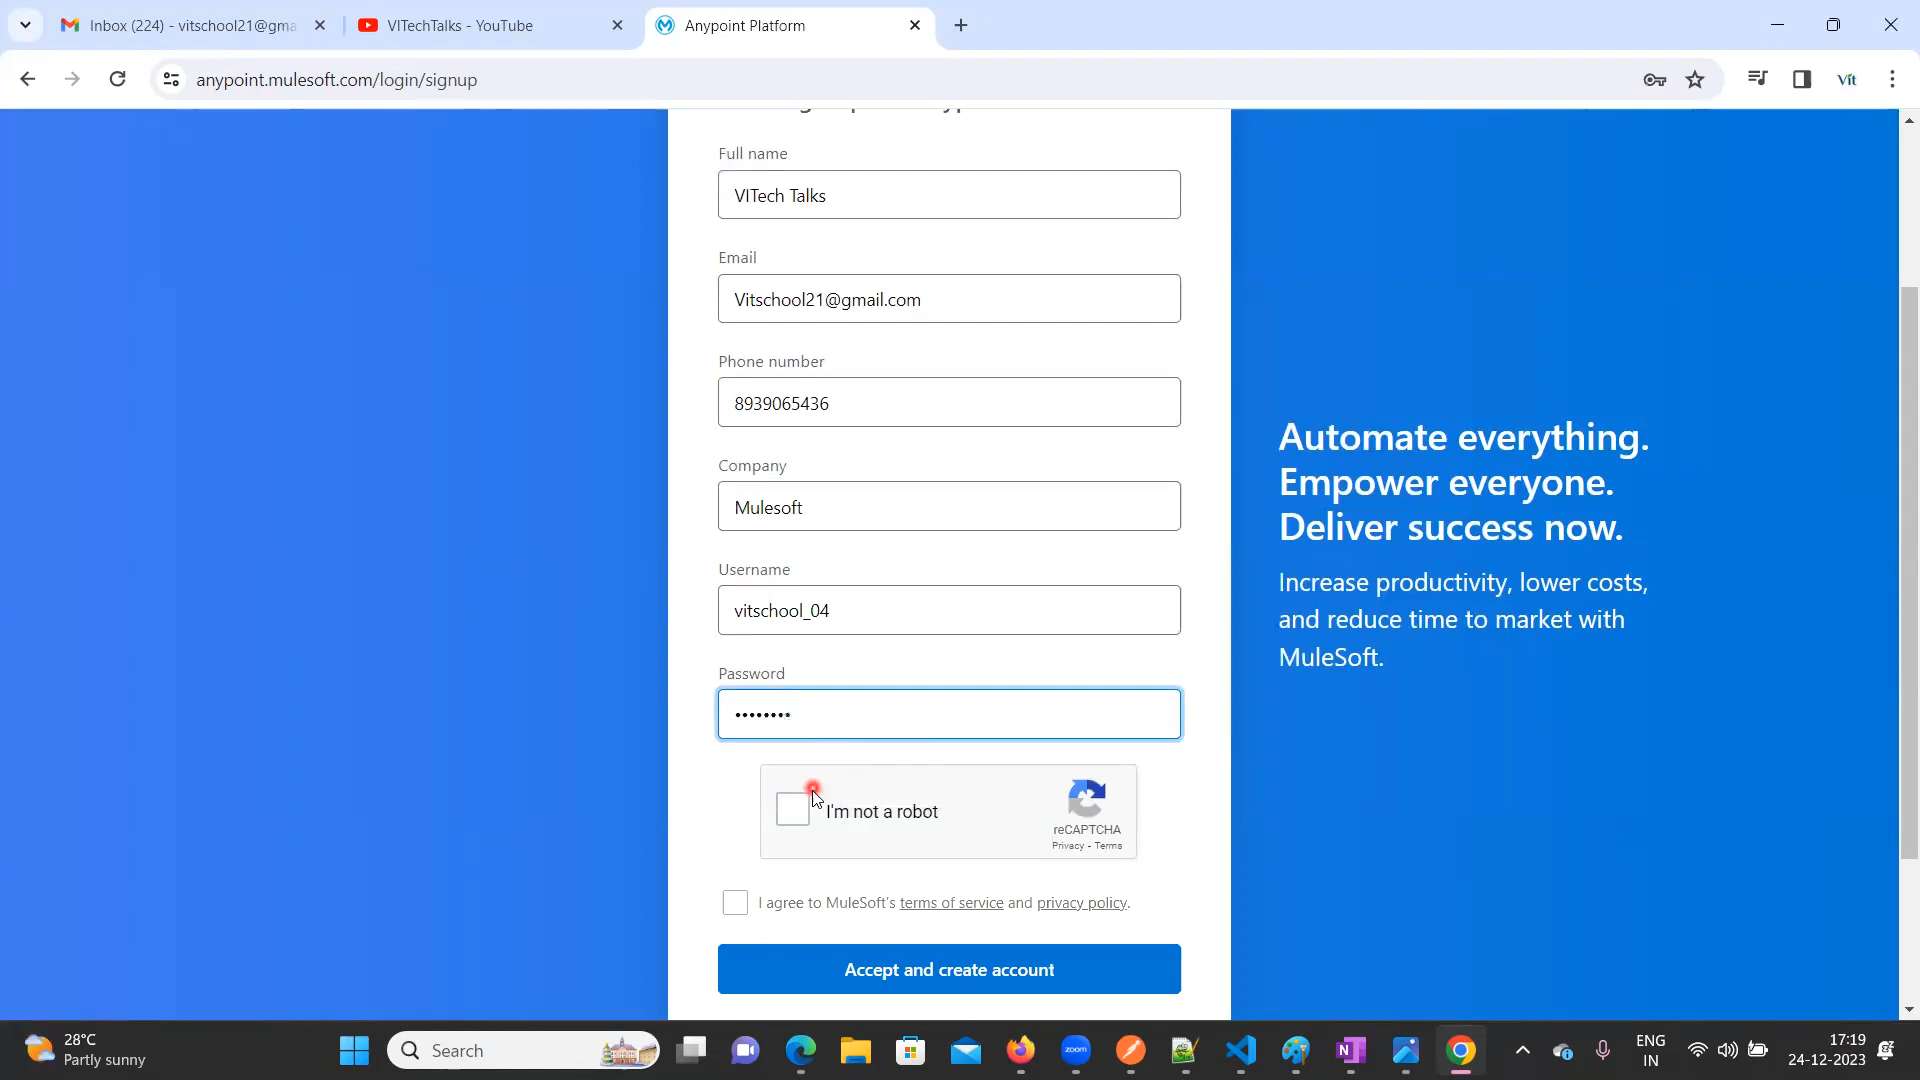 Inbox (224) - vitschool21@gma
VITechTalks - YouTube
Anypoint Platform
anypoint.mulesoft.com/login/signup
Vit
Full name
VITech Talks
Email
Vitschool21@gmail.com
Phone number
8939065436
Company
Mulesoft
Username
vitschool_04
Password
I'm not a robot
reCAPTCHA
Privacy - Terms
I agree to MuleSoft's terms of service and privacy policy.
Accept and create account
Automate everything.
Empower everyone.
Deliver success now.
Increase productivity, lower costs,
and reduce time to market with
MuleSoft.
28°C
Partly sunny
Search
zoom
ENG
IN
17:19
24-12-2023